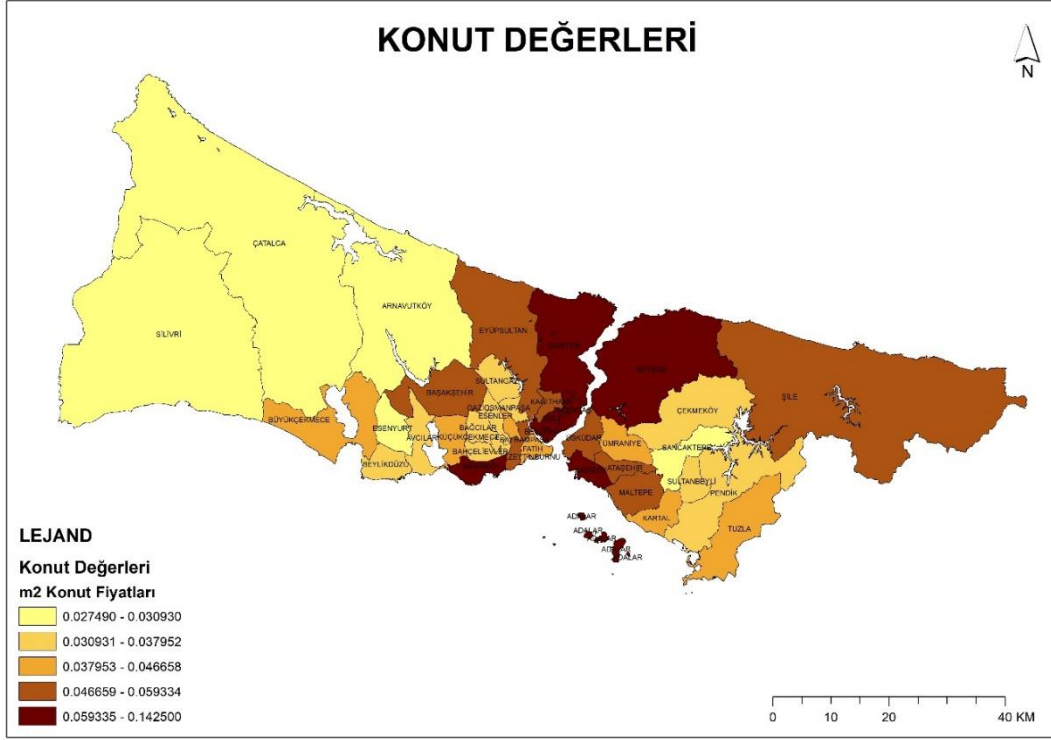 KONUT DEĞERLERİ
N
ÇATALCA
ARNAVUTKÖY
SİLİVRİ
EYÜPSULTAN
ŞİLE
BAŞAKŞEHİR
ÇEKMEKÖY
BÜYÜKÇEKMECE
ESENYURT
AVCILAR
KÜÇÜKÇEKMECE
BAĞCILAR
ESENLER
GAZİOSMANPAŞA
BAHÇELİEVLER
FATİH
BEYLİKDÜZÜ
ÜSKÜDAR
ÜMRANİYE
ATAŞEHİR
SANCAKTEPE
SULTANBEYLİ
PENDİK
MALTEPE
KARTAL
TUZLA
ADALAR
ADALAR
LEJAND
Konut Değerleri
m2 Konut Fiyatları
0.027490 - 0.030930
0.030931 - 0.037952
0.037953 - 0.046658
0.046659 - 0.059334
0.059335 - 0.142500
0 10 20 40 KM